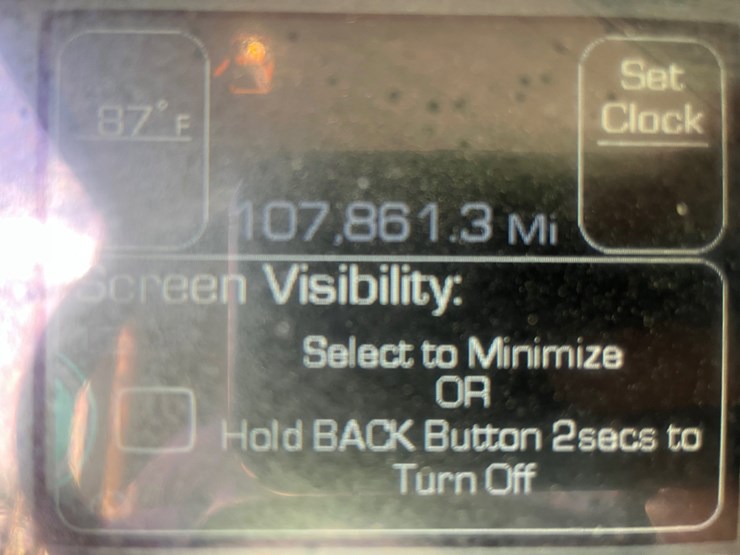 87°F
Set
Clock
107,861.3 Mi
Screen Visibility:
Select to Minimize
OR
Hold BACK Button 2secs to
Turn Off